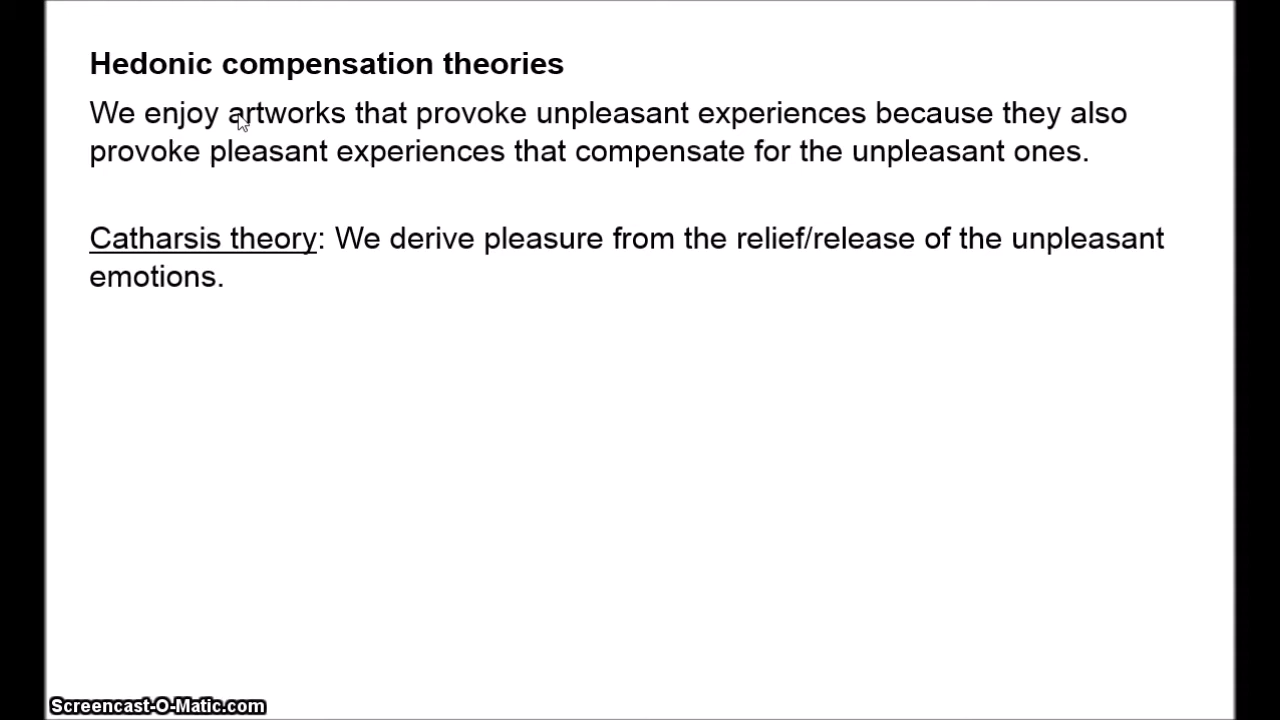 Hedonic compensation theories
We enjoy artworks that provoke unpleasant experiences because they also
provoke pleasant experiences that compensate for the unpleasant ones.
Catharsis theory: We derive pleasure from the relief/release of the unpleasant
emotions.
Screencast-O-Matic.com